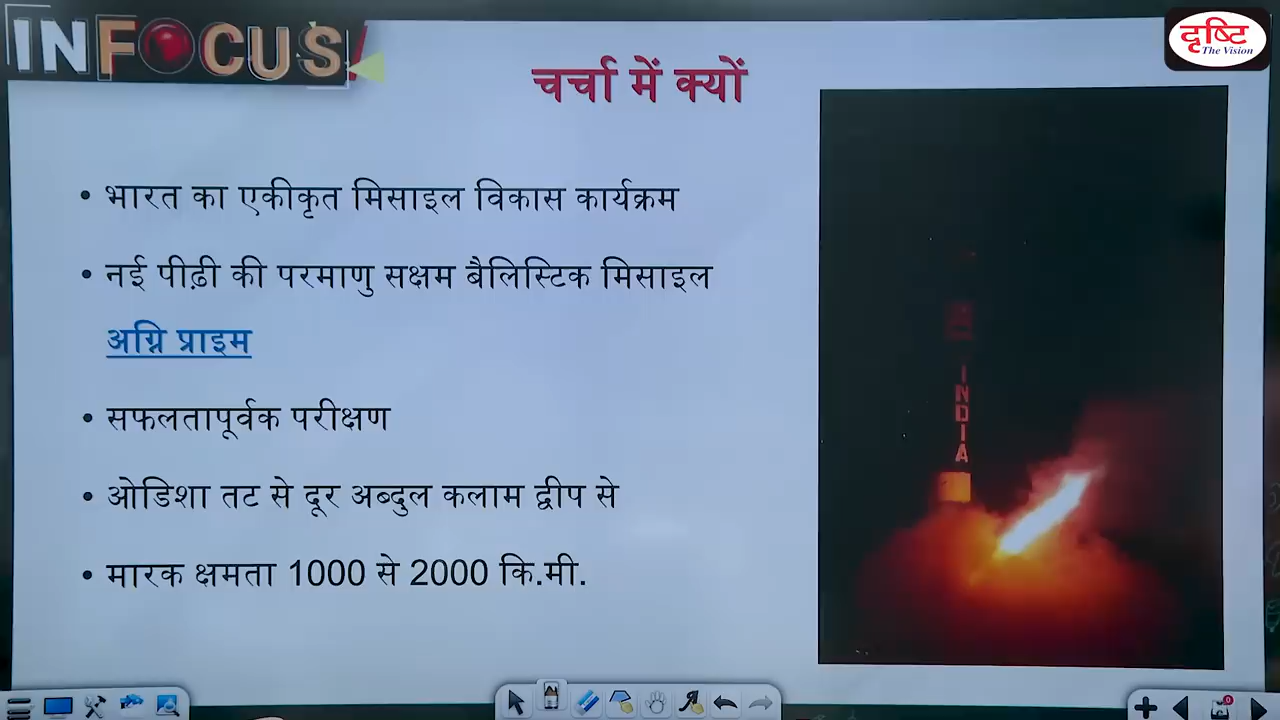 INFOCUS
दृष्टि
The Vision
चर्चा में क्यों
• भारत का एकीकृत मिसाइल विकास कार्यक्रम
• नई पीढ़ी की परमाणु सक्षम बैलिस्टिक मिसाइल
अग्नि प्राइम
• सफलतापूर्वक परीक्षण
• ओडिशा तट से दूर अब्दुल कलाम द्वीप से
• मारक क्षमता 1000 से 2000 कि.मी.
INDIA